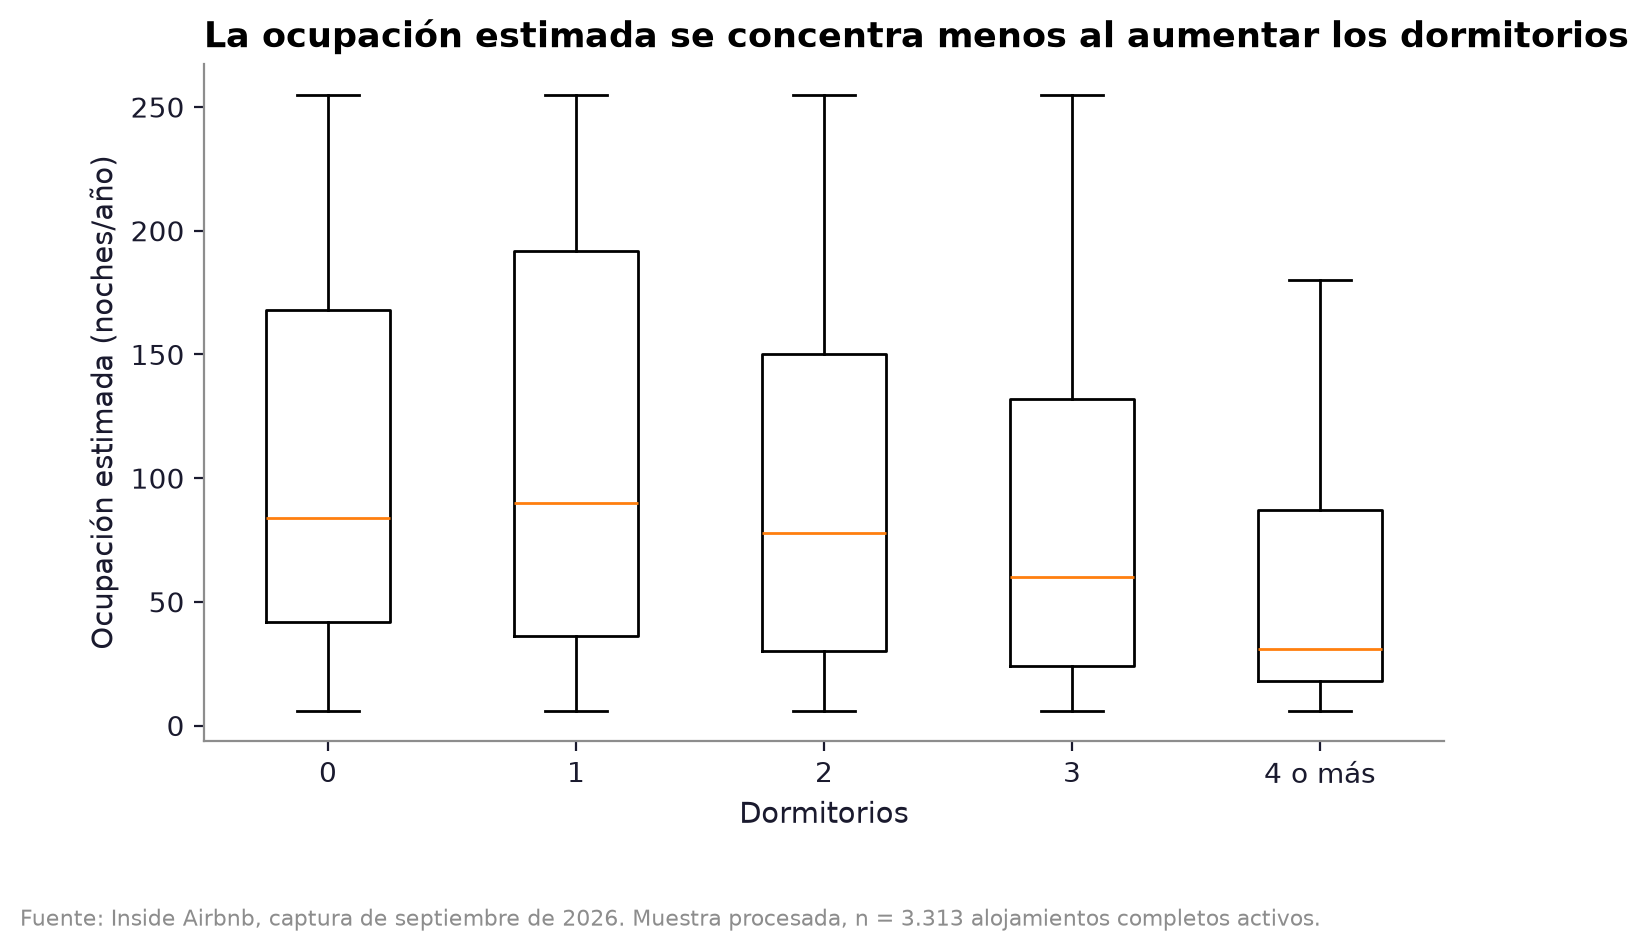 La ocupación estimada se concentra menos al aumentar los dormitorios
Ocupación estimada (noches/año)
250
200
150
100
50
0
0 1 2 3 4 o más
Dormitorios
Fuente: Inside Airbnb, captura de septiembre de 2026. Muestra procesada, n = 3.313 alojamientos completos activos.